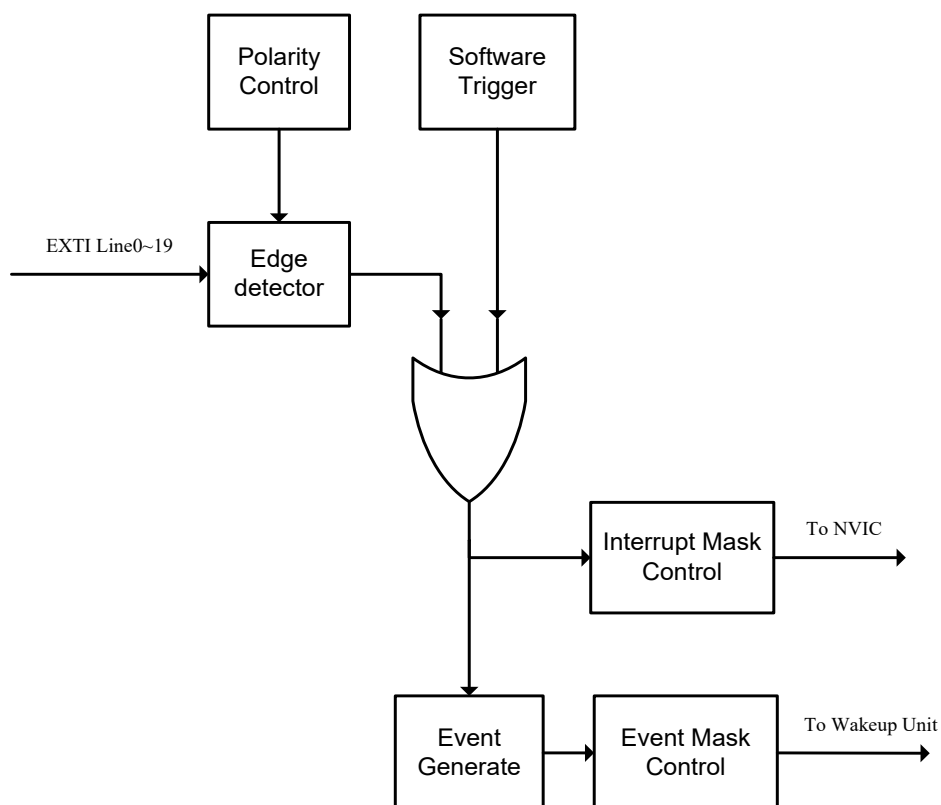 Polarity
Control
Software
Trigger
EXTI Line0~19
Edge
detector
Interrupt Mask
Control
To NVIC
Event
Generate
Event Mask
Control
To Wakeup Unit